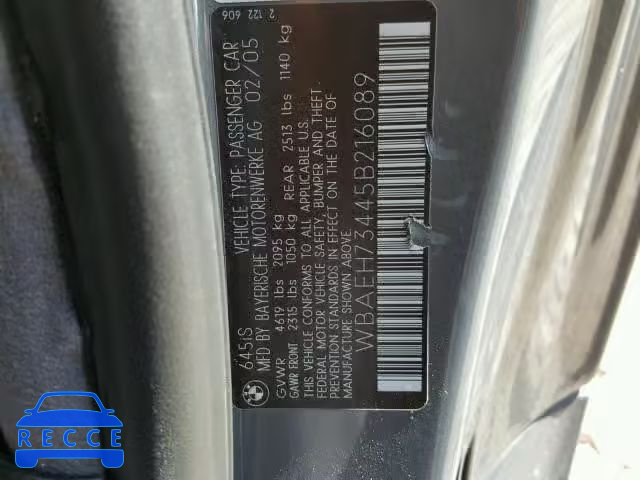 2 122 606
645iS
VEHICLE TYPE: PASSENGER CAR
MFD BY BAYERISCHE MOTORENWERKE AG 02/05
GVWR 4619 lbs 2095 kg
GAWR FRONT 2315 lbs 1050 kg REAR 2513 lbs 1140 kg
THIS VEHICLE CONFORMS TO ALL APPLICABLE U.S.
FEDERAL MOTOR VEHICLE SAFETY, BUMPER, AND THEFT
PREVENTION STANDARDS IN EFFECT ON THE DATE OF
MANUFACTURE SHOWN ABOVE.
WBAEH73445B216089
RECCE